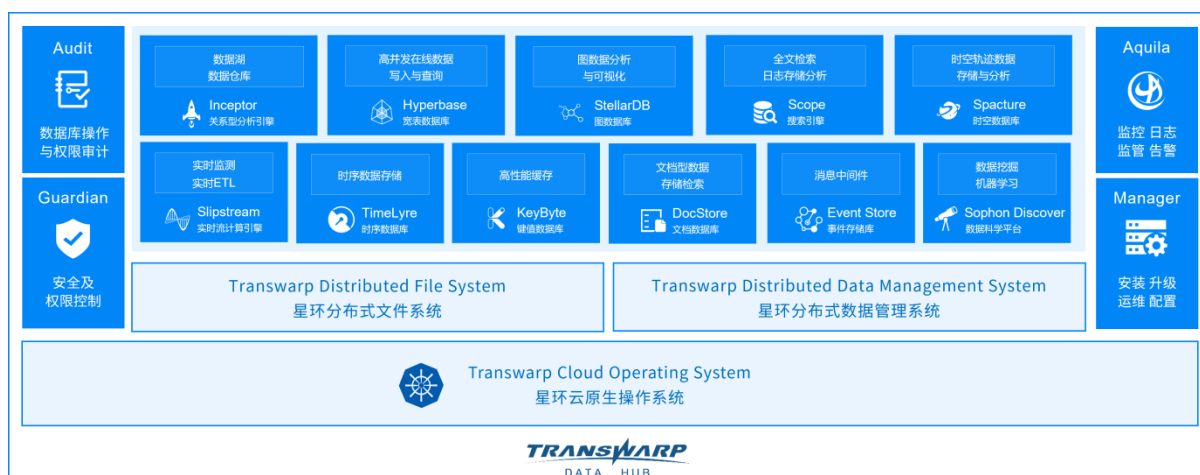 Audit
数据库操作
与权限审计
Guardian
安全及
权限控制
数据湖
数据仓库
Inceptor
关系型分析引擎
高并发在线数据
写入与查询
Hyperbase
宽表数据库
图数据分析
与可视化
StellarDB
图数据库
全文检索
日志存储分析
Scope
搜索引擎
时空轨迹数据
存储与分析
Spacture
时空数据库
实时监测
实时ETL
Slipstream
实时流计算引擎
时序数据存储
TimeLyre
时序数据库
高性能缓存
KeyByte
键值数据库
文档型数据
存储检索
DocStore
文档数据库
消息中间件
Event Store
事件存储库
数据挖掘
机器学习
Sophon Discover
数据科学平台
Aquila
监控 日志
监管 告警
Manager
安装 升级
运维 配置
Transwarp Distributed File System
星环分布式文件系统
Transwarp Distributed Data Management System
星环分布式数据管理系统
Transwarp Cloud Operating System
星环云原生操作系统
TRANSWARP
DATA HUB